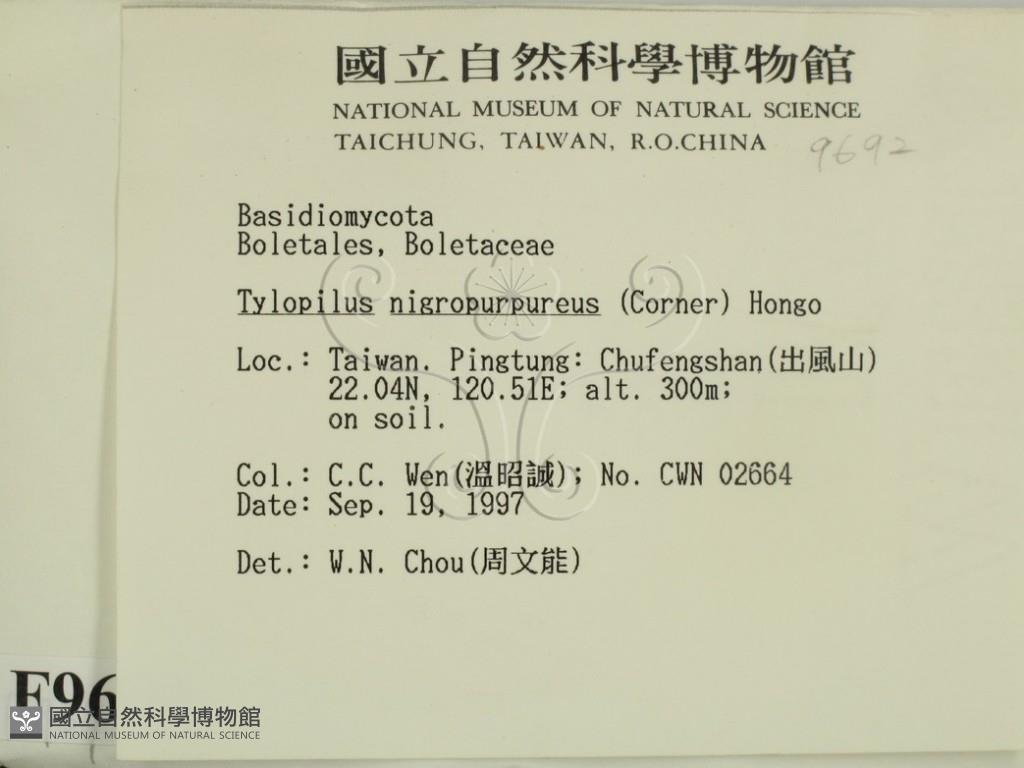 國立自然科學博物館
NATIONAL MUSEUM OF NATURAL SCIENCE
TAICHUNG, TAIWAN, R.O.CHINA
9692
Basidiomycota
Boletales, Boletaceae
Tylopilus nigropurpureus (Corner) Hongo
Loc.: Taiwan. Pingtung: Chufengshan(出風山)
22.04N, 120.51E; alt. 300m;
on soil.
Col.: C.C. Wen(溫昭誠); No. CWN 02664
Date: Sep. 19, 1997
Det.: W.N. Chou(周文能)
F96
國立自然科學博物館
NATIONAL MUSEUM OF NATURAL SCIENCE